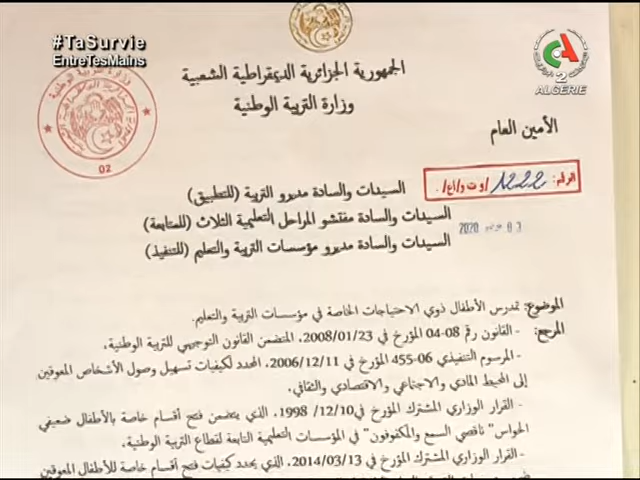 #TaSurvie
EntreTesMains
2
ALGERIE
الجمهورية الجزائرية الديمقراطية الشعبية
وزارة التربية الوطنية
الأمين العام
02
الرقم: 1222 /و ت و/أع/.
السيدات والسادة مديرو التربية (للتطبيق)
السيدات والسادة مفتشو المراحل التعليمية الثلاث (للمتابعة)
2020
السيدات والسادة مديرو مؤسسات التربية والتعليم (للتنفيذ)
الموضوع: تمدرس الأطفال ذوي الاحتياجات الخاصة في مؤسسات التربية والتعليم.
المرجع: - القانون رقم 08-04 المؤرخ في 2008/01/23، المتضمن القانون التوجيهي للتربية الوطنية.
- المرسوم التنفيذي 06-455 المؤرخ في 2006/12/11، المحدد لكيفيات تسهيل وصول الأشخاص المعوقين
إلى المحيط المادي والاجتماعي والاقتصادي والثقافي.
- القرار الوزاري المشترك المؤرخ في 12/10/ 1998، الذي يتضمن فتح أقسام خاصة بالأطفال ضعيفي
الحواس "ناقصي السمع والمكفوفون" في المؤسسات التعليمية التابعة لقطاع التربية الوطنية.
- القرار الوزاري المشترك المؤرخ في 2014/03/13، الذي يحدد كيفيات فتح أقسام خاصة للأطفال المعوقين